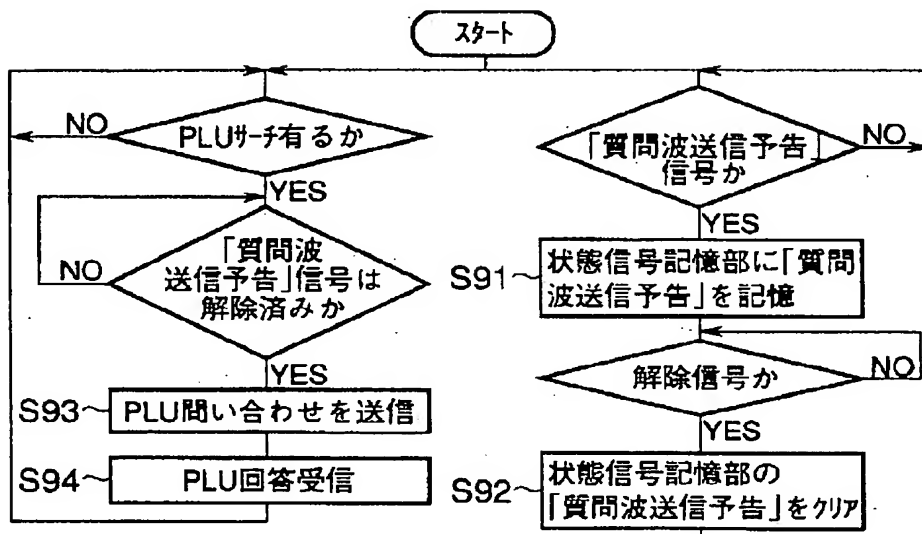 スタート
PLUサーチ有るか
NO
YES
「質問波
送信予告」信号は
解除済みか
NO
YES
S93 PLU問い合わせを送信
S94 PLU回答受信
「質問波送信予告」
信号か
NO
YES
S91 状態信号記憶部に「質問
波送信予告」を記憶
解除信号か
NO
YES
S92 状態信号記憶部の
「質問波送信予告」をクリア